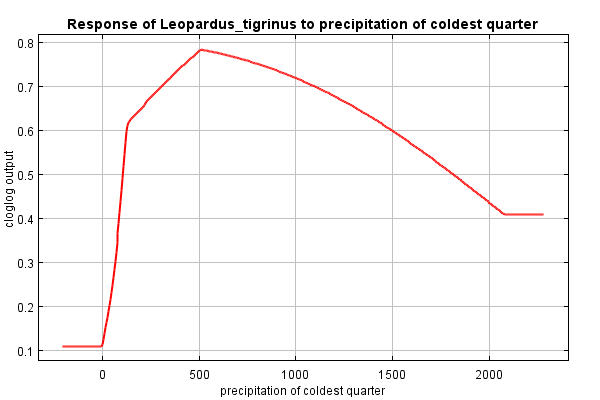 Response of Leopardus_tigrinus to precipitation of coldest quarter
0.8
0.7
0.6
0.5
0.4
0.3
0.2
0.1
cloglog output
0 500 1000 1500 2000
precipitation of coldest quarter